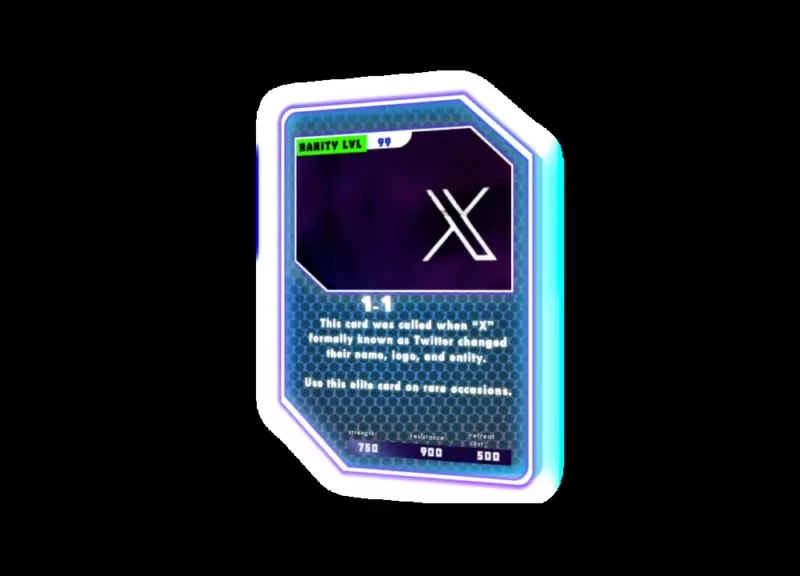 RARITY LVL 99
X
1-1
This card was called when "X"
formally known as Twitter changed
their name, logo, and entity.
Use this elite card on rare occasions.
strength: resistance: retreat
cost:
750 900 500